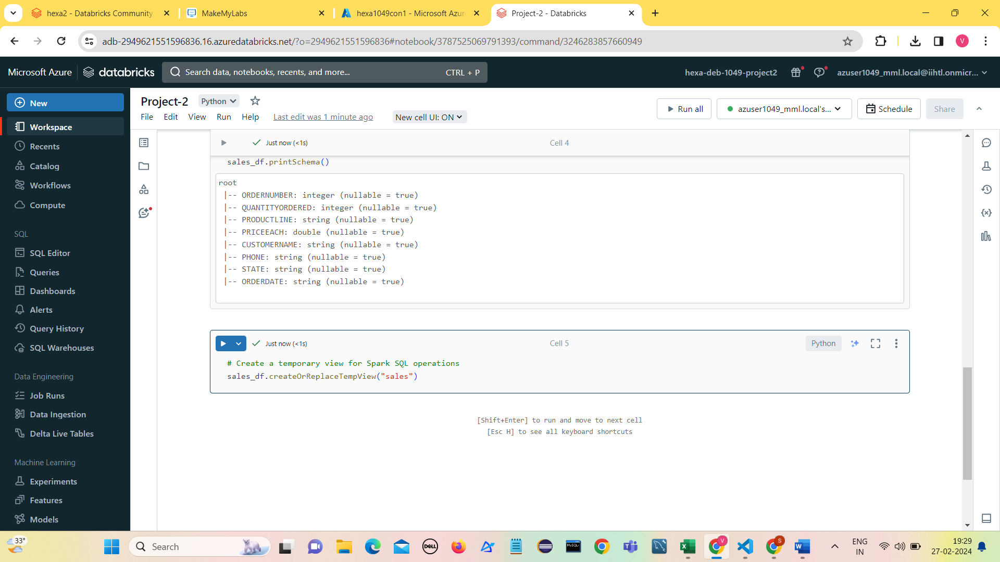 hexa2 - Databricks Community
MakeMyLabs
hexa1049con1 - Microsoft Azur
Project-2 - Databricks
adb-2949621551596836.16.azuredatabricks.net/?o=2949621551596836#notebook/3787525069791393/command/3246283857660949
V
Microsoft Azure
databricks
Search data, notebooks, recents, and more...
CTRL + P
hexa-deb-1049-project2
azuser1049_mml.local@iihtl.onmicr...
New
Workspace
Recents
Catalog
Workflows
Compute
SQL
SQL Editor
Queries
Dashboards
Alerts
Query History
SQL Warehouses
Data Engineering
Job Runs
Data Ingestion
Delta Live Tables
Machine Learning
Experiments
Features
Models
Project-2
Python
File
Edit
View
Run
Help
Last edit was 1 minute ago
New cell UI: ON
Run all
azuser1049_mml.local's...
Schedule
Share
Just now (<1s)
Cell 4
sales_df.printSchema()
root
|-- ORDERNUMBER: integer (nullable = true)
|-- QUANTITYORDERED: integer (nullable = true)
|-- PRODUCTLINE: string (nullable = true)
|-- PRICEEACH: double (nullable = true)
|-- CUSTOMERNAME: string (nullable = true)
|-- PHONE: string (nullable = true)
|-- STATE: string (nullable = true)
|-- ORDERDATE: string (nullable = true)
Just now (<1s)
Cell 5
Python
# Create a temporary view for Spark SQL operations
sales_df.createOrReplaceTempView("sales")
[Shift+Enter] to run and move to next cell
[Esc H] to see all keyboard shortcuts
33°
Search
DELL
MySQL
V
S
ENG
IN
19:29
27-02-2024